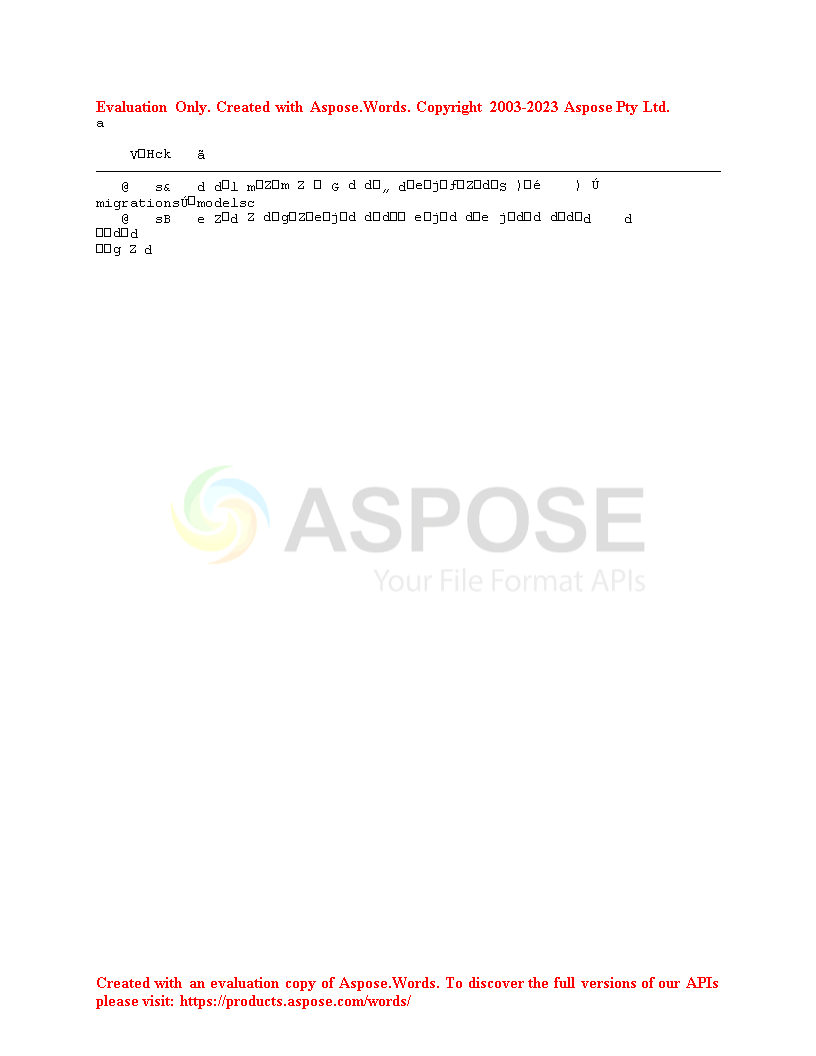 Evaluation Only. Created with Aspose.Words. Copyright 2003-2023 Aspose Pty Ltd.
a
V□Hck ã
@ s& d d□l m□Z□m Z □ G d d□„ d□e□j□ƒ□Z□d□S )□é ) Ú
migrationsÚ□modelsc
@ sB e Z□d Z d□g□Z□e□j□d d□d□□ e□j□d d□e j□d□d d□d□d d
□□d□d
□□g Z d
ASPOSE
Your File Format APIs
Created with an evaluation copy of Aspose.Words. To discover the full versions of our APIs
please visit: https://products.aspose.com/words/